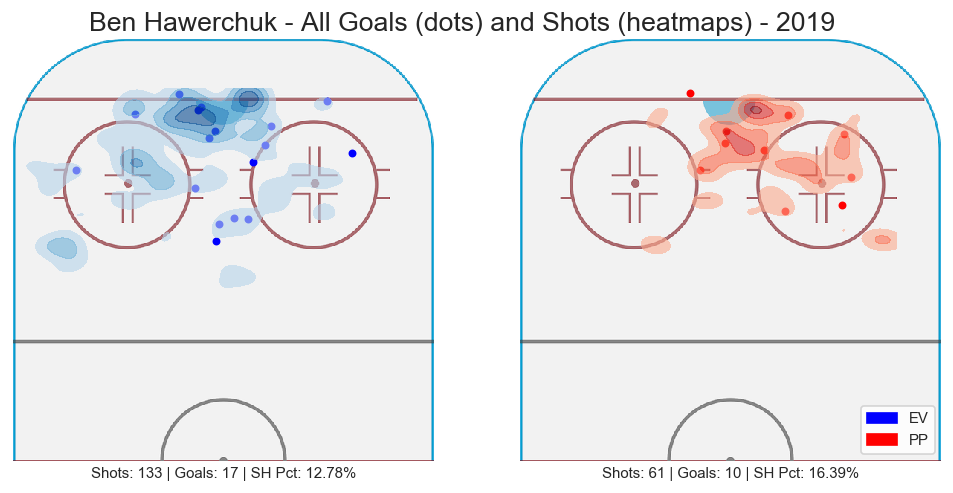 Ben Hawerchuk - All Goals (dots) and Shots (heatmaps) - 2019
EV
PP
Shots: 133 | Goals: 17 | SH Pct: 12.78%
Shots: 61 | Goals: 10 | SH Pct: 16.39%